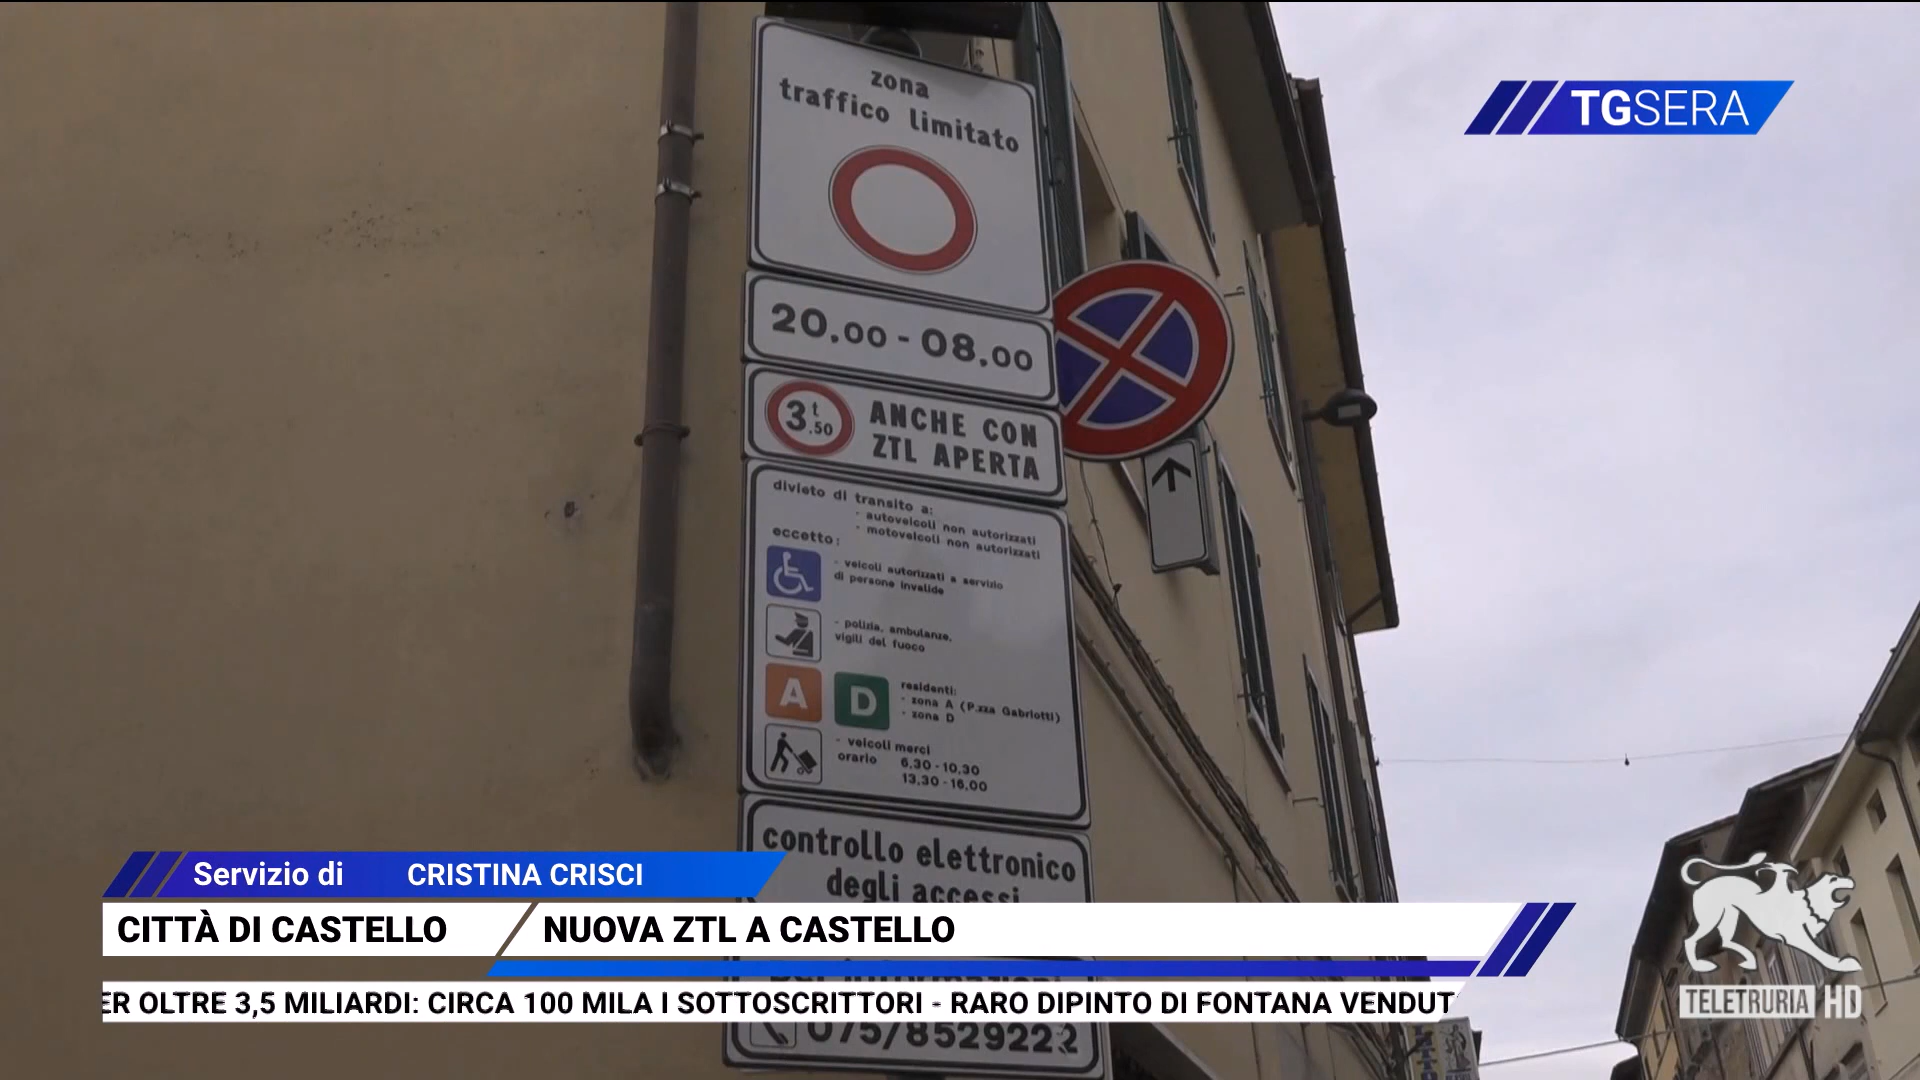 zona
traffico limitato
TGSERA
20.00 - 08.00
3,50 t
ANCHE CON
ZTL APERTA
divieto di transito a:
- autoveicoli non autorizzati
- motoveicoli non autorizzati
eccetto:
- veicoli autorizzati a servizio
di persone invalide
- polizia, ambulanze,
vigili del fuoco
A D
residenti:
- zona A (P.zza Gabriotti)
- zona D
- veicoli merci
orario 6.30 - 10.30
13.30 - 16.00
controllo elettronico
degli accessi
Servizio di CRISTINA CRISCI
CITTÀ DI CASTELLO
NUOVA ZTL A CASTELLO
ER OLTRE 3,5 MILIARDI: CIRCA 100 MILA I SOTTOSCRITTORI - RARO DIPINTO DI FONTANA VENDUT
075/8529222
TELETRURIA HD